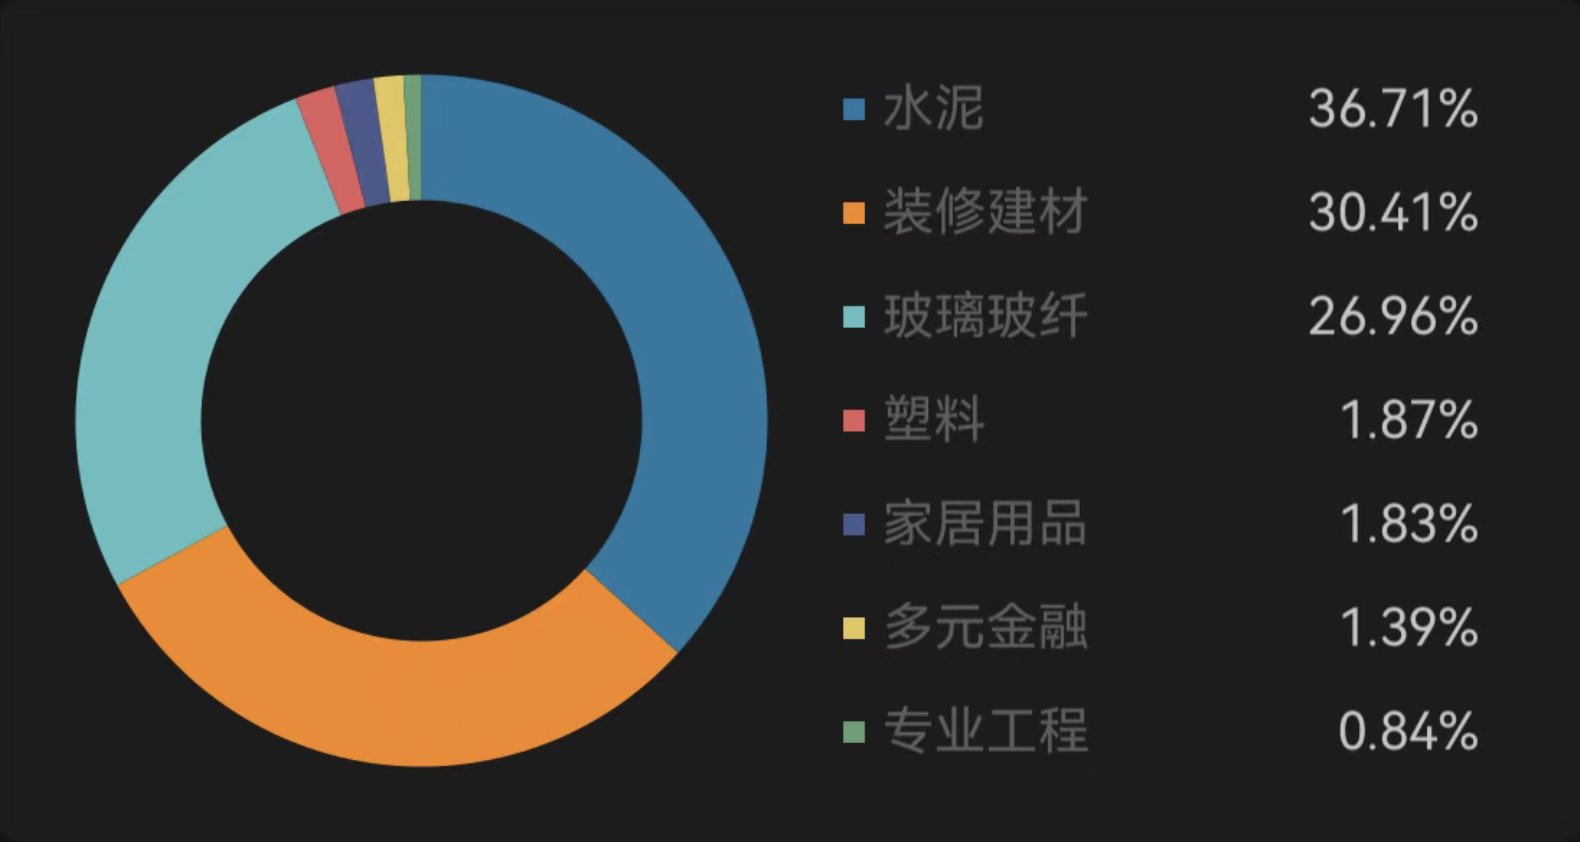 水泥 36.71%
装修建材 30.41%
玻璃玻纤 26.96%
塑料 1.87%
家居用品 1.83%
多元金融 1.39%
专业工程 0.84%